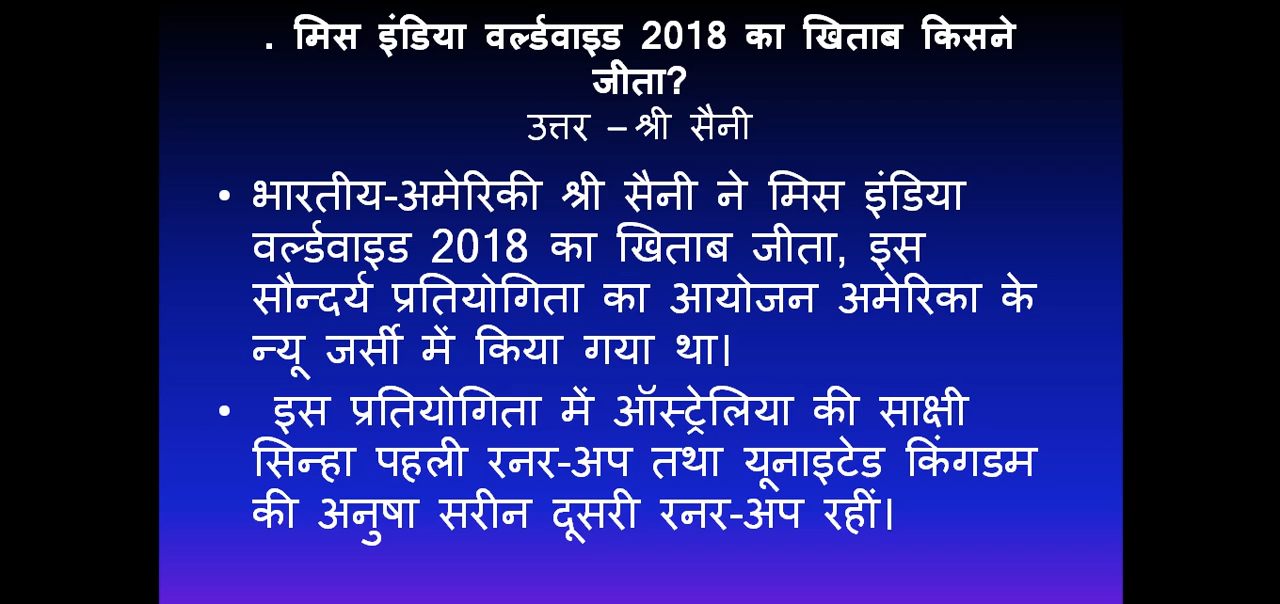 . मिस इंडिया वर्ल्डवाइड 2018 का खिताब किसने
जीता?
उत्तर – श्री सैनी
• भारतीय-अमेरिकी श्री सैनी ने मिस इंडिया
वर्ल्डवाइड 2018 का खिताब जीता, इस
सौन्दर्य प्रतियोगिता का आयोजन अमेरिका के
न्यू जर्सी में किया गया था।
• इस प्रतियोगिता में ऑस्ट्रेलिया की साक्षी
सिन्हा पहली रनर-अप तथा यूनाइटेड किंगडम
की अनुषा सरीन दूसरी रनर-अप रहीं।